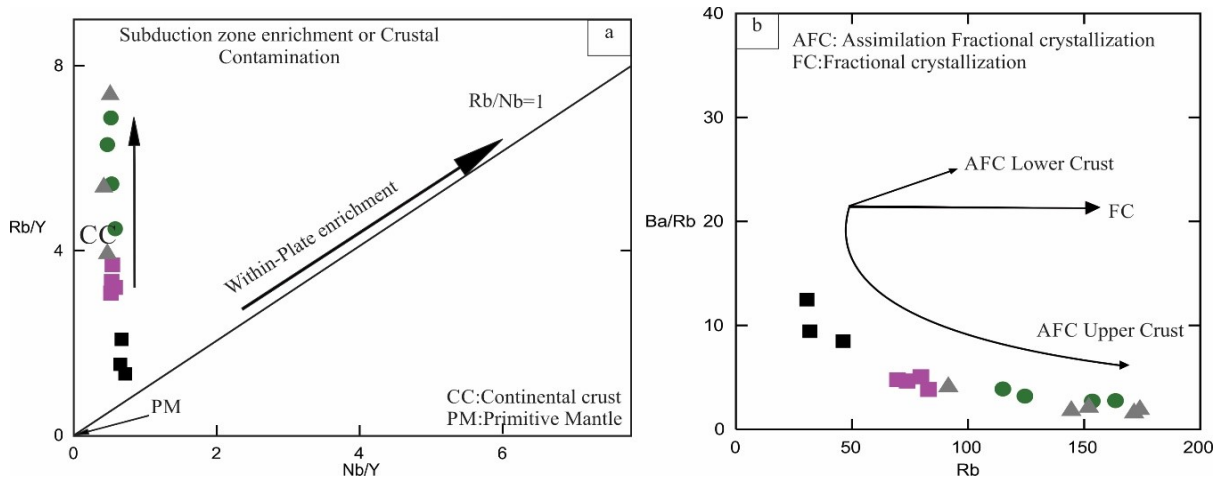 a
Subduction zone enrichment or Crustal
Contamination
8
Rb/Nb=1
Rb/Y
CC
Within-Plate enrichment
4
CC:Continental crust
PM:Primitive Mantle
PM
0
0
2
4
6
Nb/Y
b
40
AFC: Assimilation Fractional crystallization
FC:Fractional crystallization
30
AFC Lower Crust
Ba/Rb
20
FC
10
AFC Upper Crust
0
0
50
100
150
200
Rb